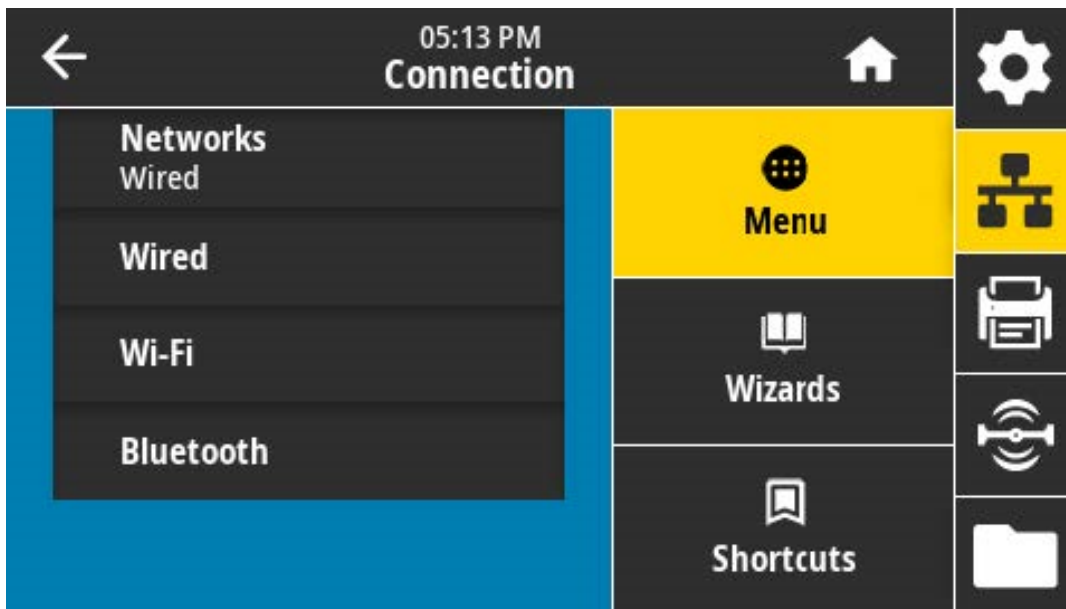 05:13 PM
Connection
Networks
Wired
Wired
Wi-Fi
Bluetooth
Menu
Wizards
Shortcuts